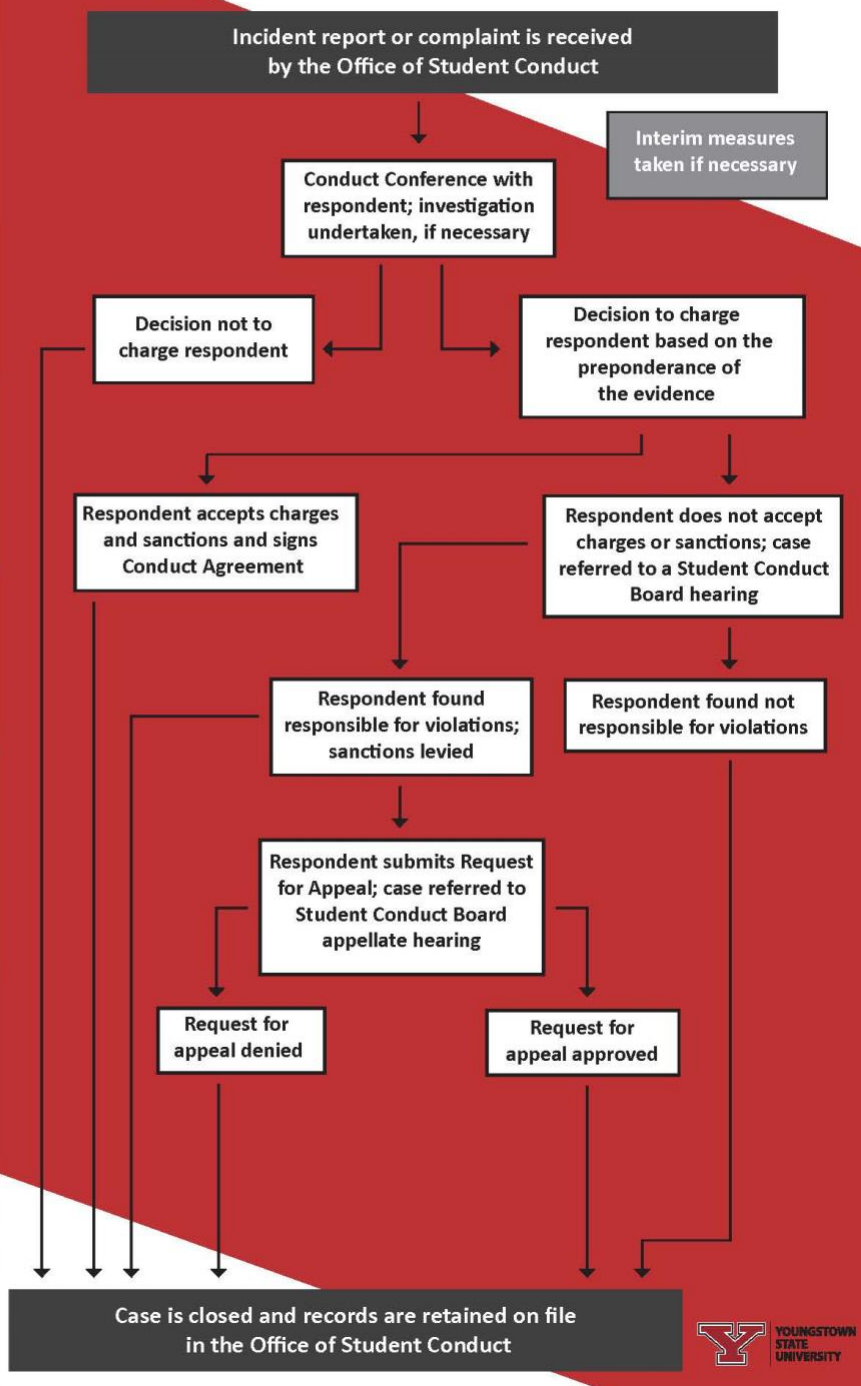 Incident report or complaint is received
by the Office of Student Conduct
Interim measures
taken if necessary
Conduct Conference with
respondent; investigation
undertaken, if necessary
Decision not to
charge respondent
Decision to charge
respondent based on the
preponderance of
the evidence
Respondent accepts charges
and sanctions and signs
Conduct Agreement
Respondent does not accept
charges or sanctions; case
referred to a Student Conduct
Board hearing
Respondent found
responsible for violations;
sanctions levied
Respondent found not
responsible for violations
Respondent submits Request
for Appeal; case referred to
Student Conduct Board
appellate hearing
Request for
appeal denied
Request for
appeal approved
Case is closed and records are retained on file
in the Office of Student Conduct
Y
YOUNGSTOWN
STATE
UNIVERSITY